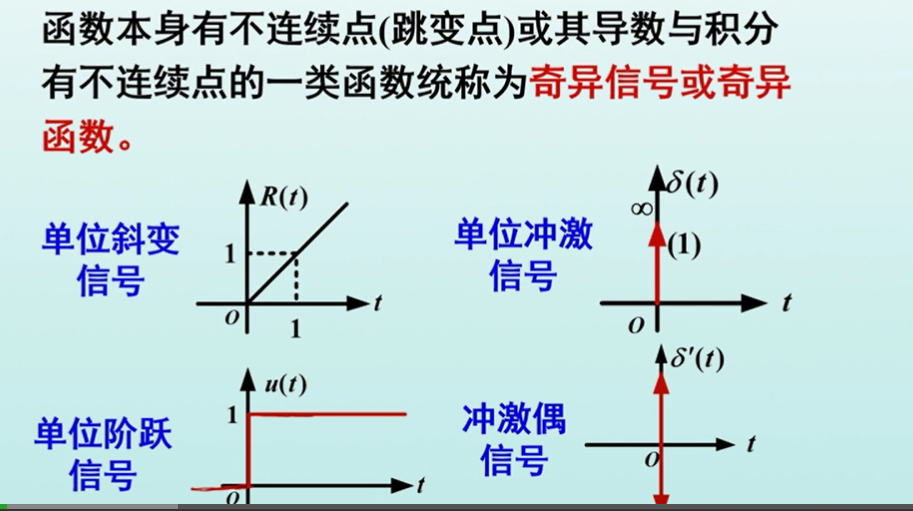 函数本身有不连续点(跳变点)或其导数与积分
有不连续点的一类函数统称为奇异信号或奇异
函数。
单位斜变
信号
R(t)
1
o
1
t
单位冲激
信号
δ(t)
∞
(1)
o
t
单位阶跃
信号
u(t)
1
o
t
冲激偶
信号
δ′(t)
o
t